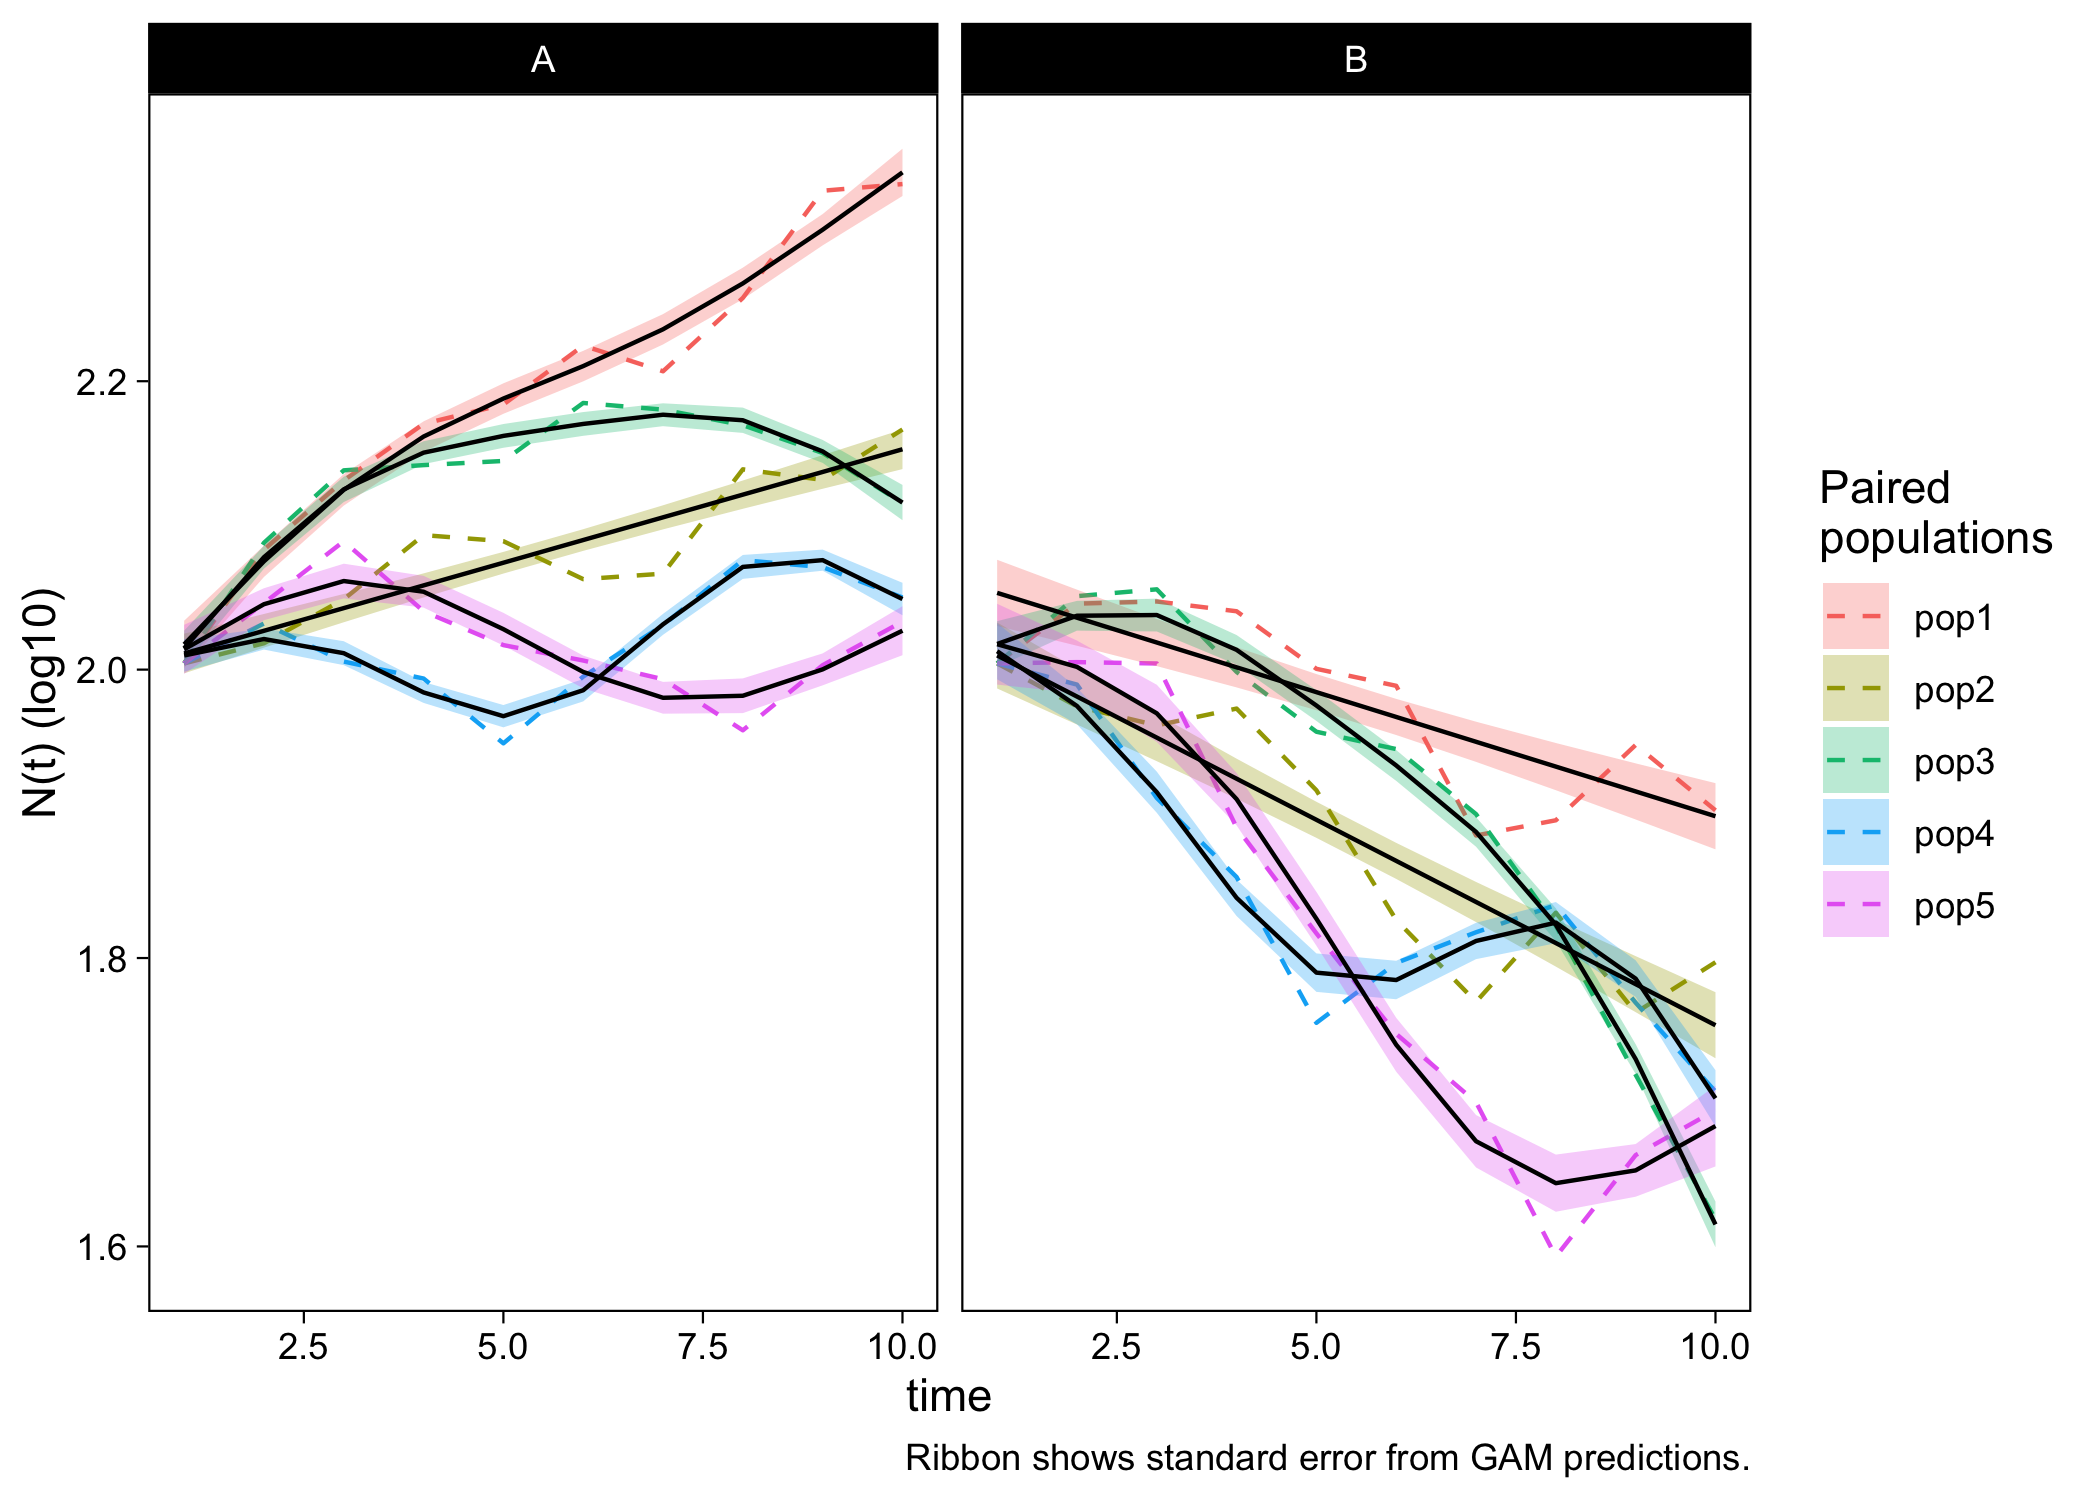 A
B
N(t) (log10)
2.2
2.0
1.8
1.6
2.5 5.0 7.5 10.0
2.5 5.0 7.5 10.0
time
Ribbon shows standard error from GAM predictions.
Paired
populations
pop1
pop2
pop3
pop4
pop5